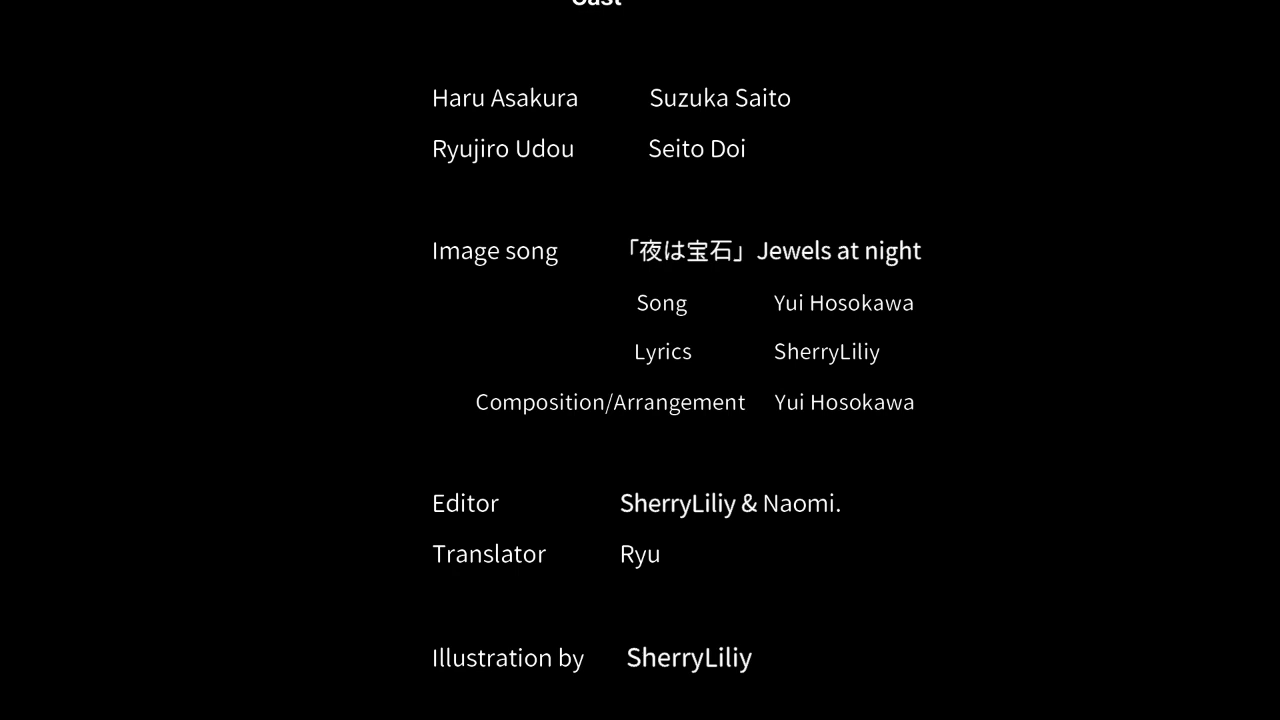 Cast
Haru Asakura Suzuka Saito
Ryujiro Udou Seito Doi
Image song 「夜は宝石」Jewels at night
Song Yui Hosokawa
Lyrics SherryLiliy
Composition/Arrangement Yui Hosokawa
Editor SherryLiliy & Naomi.
Translator Ryu
Illustration by SherryLiliy